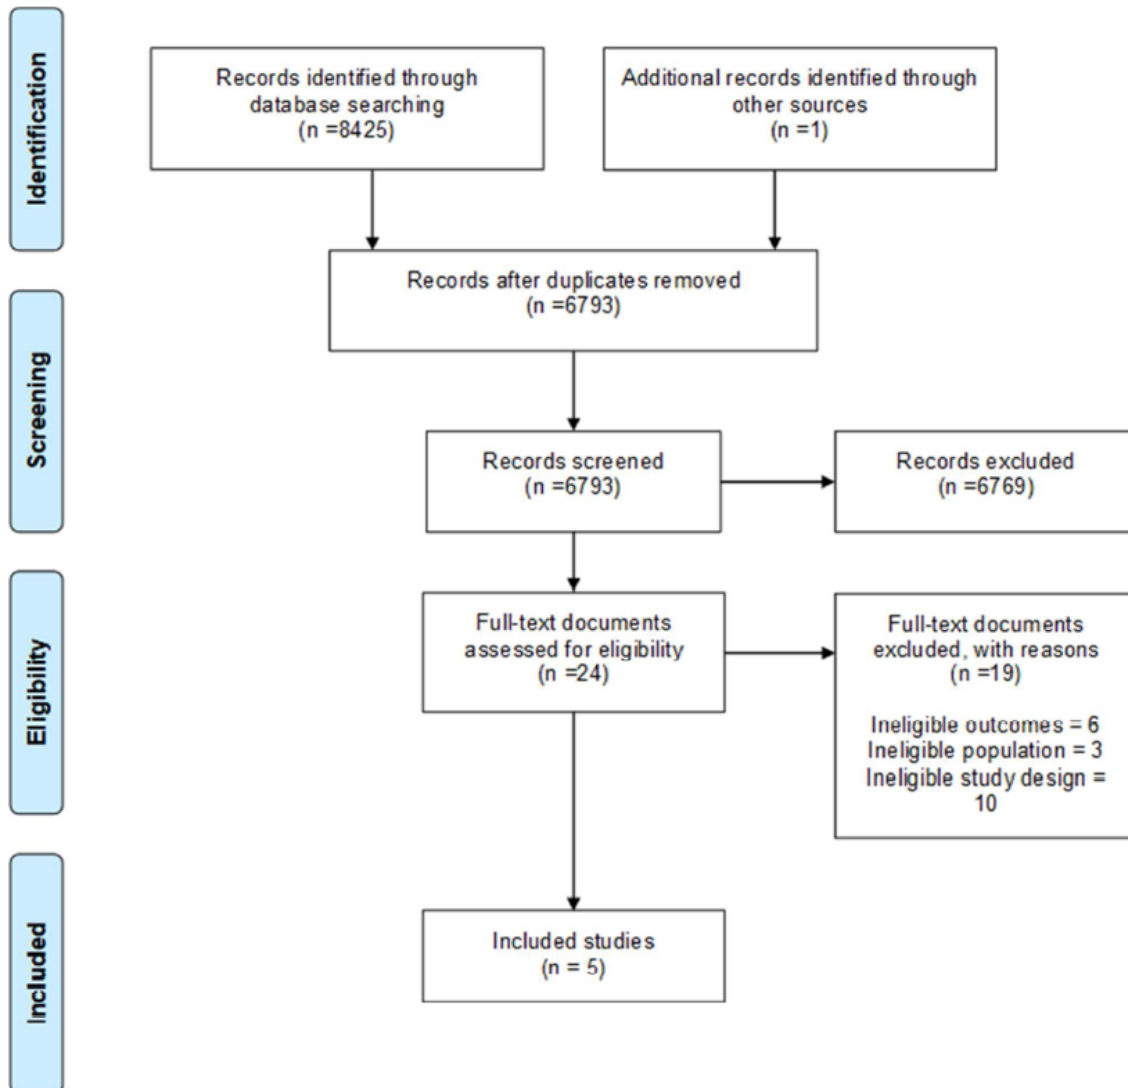 Identification
Records identified through
database searching
(n =8425)
Additional records identified through
other sources
(n =1)
Records after duplicates removed
(n =6793)
Screening
Records screened
(n =6793)
Records excluded
(n =6769)
Eligibility
Full-text documents
assessed for eligibility
(n =24)
Full-text documents
excluded, with reasons
(n =19)
Ineligible outcomes = 6
Ineligible population = 3
Ineligible study design =
10
Included
Included studies
(n = 5)